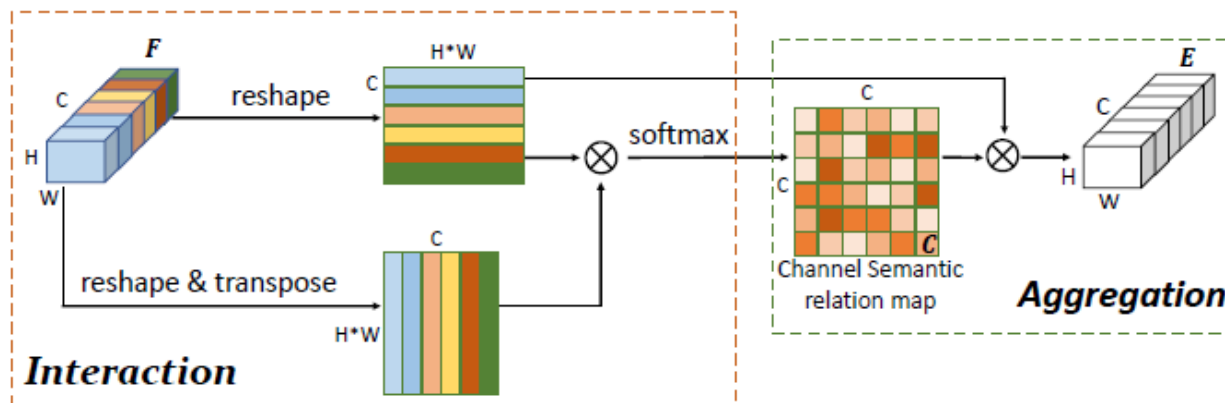 F
C
H
W
reshape
H*W
C
softmax
reshape & transpose
C
H*W
Interaction
C
C
C
Channel Semantic
relation map
E
C
H
W
Aggregation